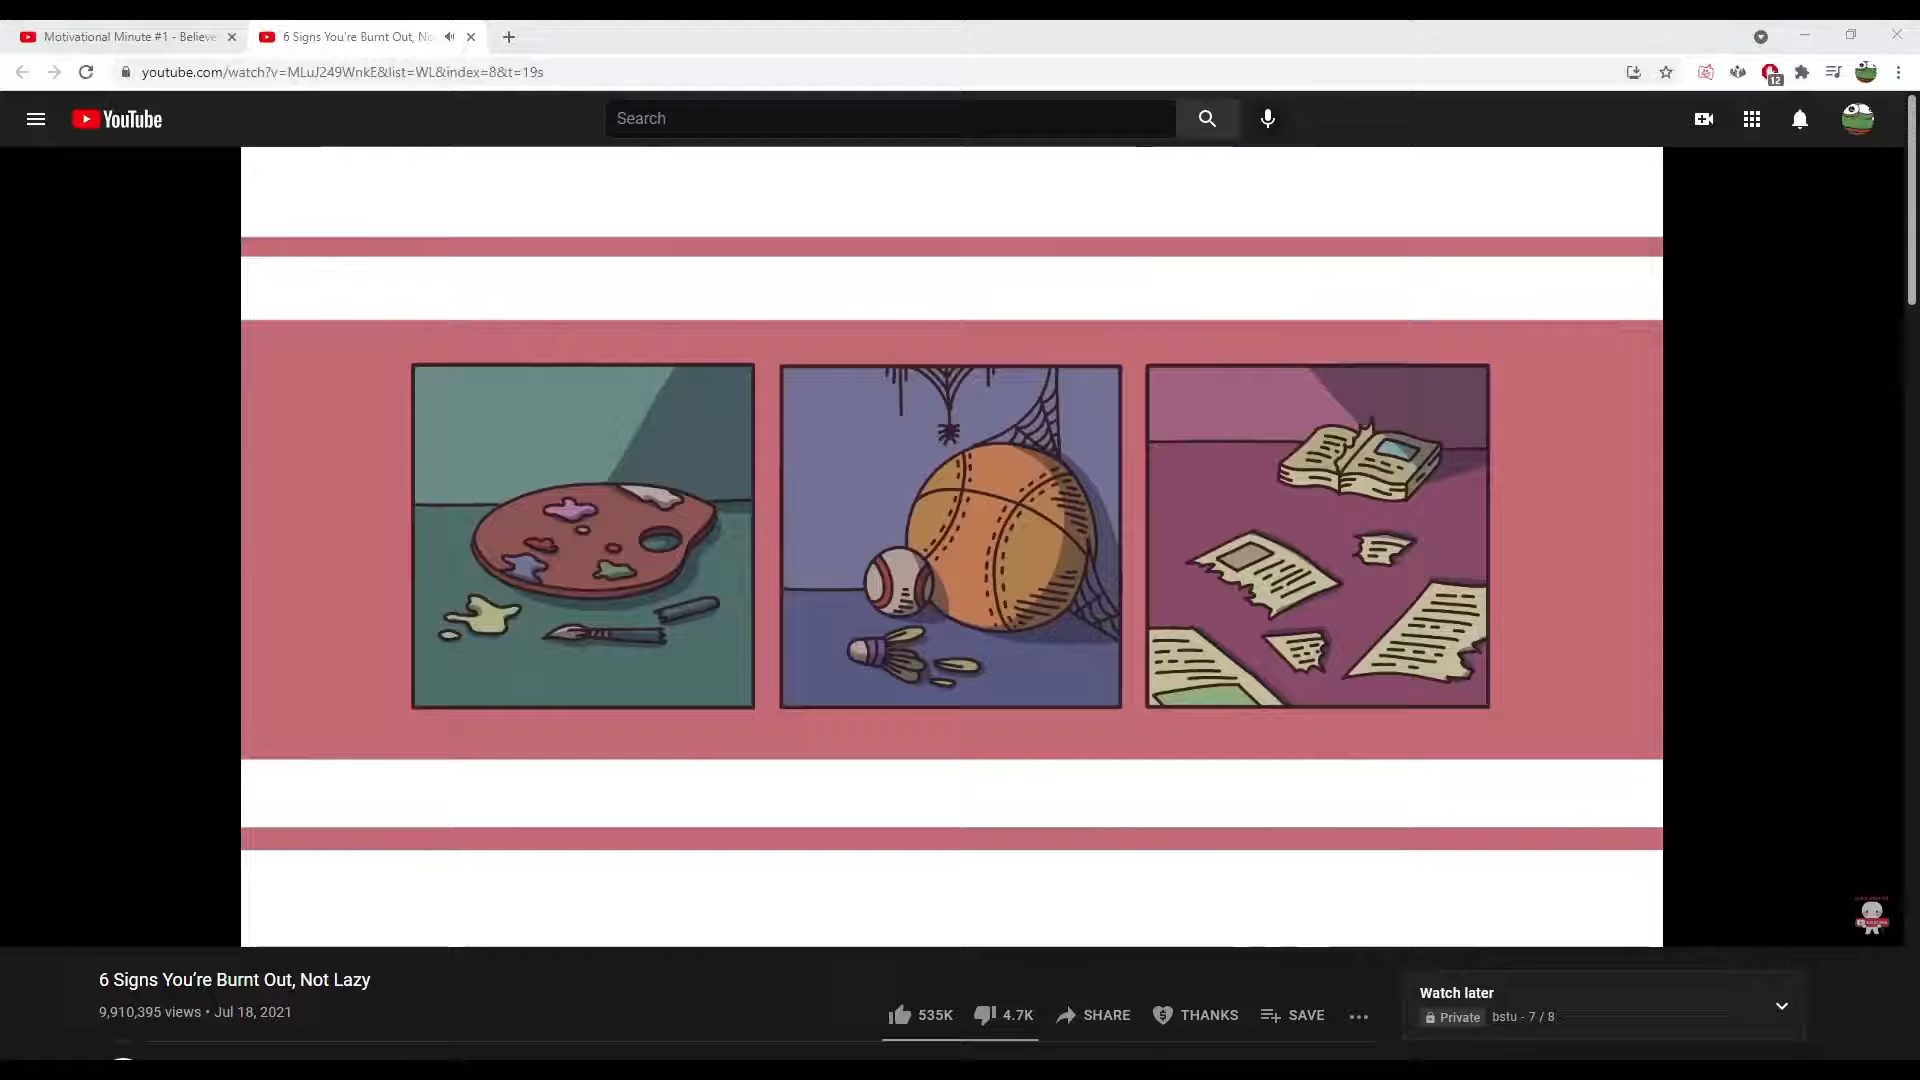 Motivational Minute #1 - Believe
6 Signs You're Burnt Out, No
youtube.com/watch?v=MLuJ249WnkE&list=WL&index=8&t=19s
12
YouTube
Search
6 Signs You're Burnt Out, Not Lazy
9,910,395 views • Jul 18, 2021
535K
4.7K
SHARE
THANKS
SAVE
Watch later
Private
bstu - 7 / 8